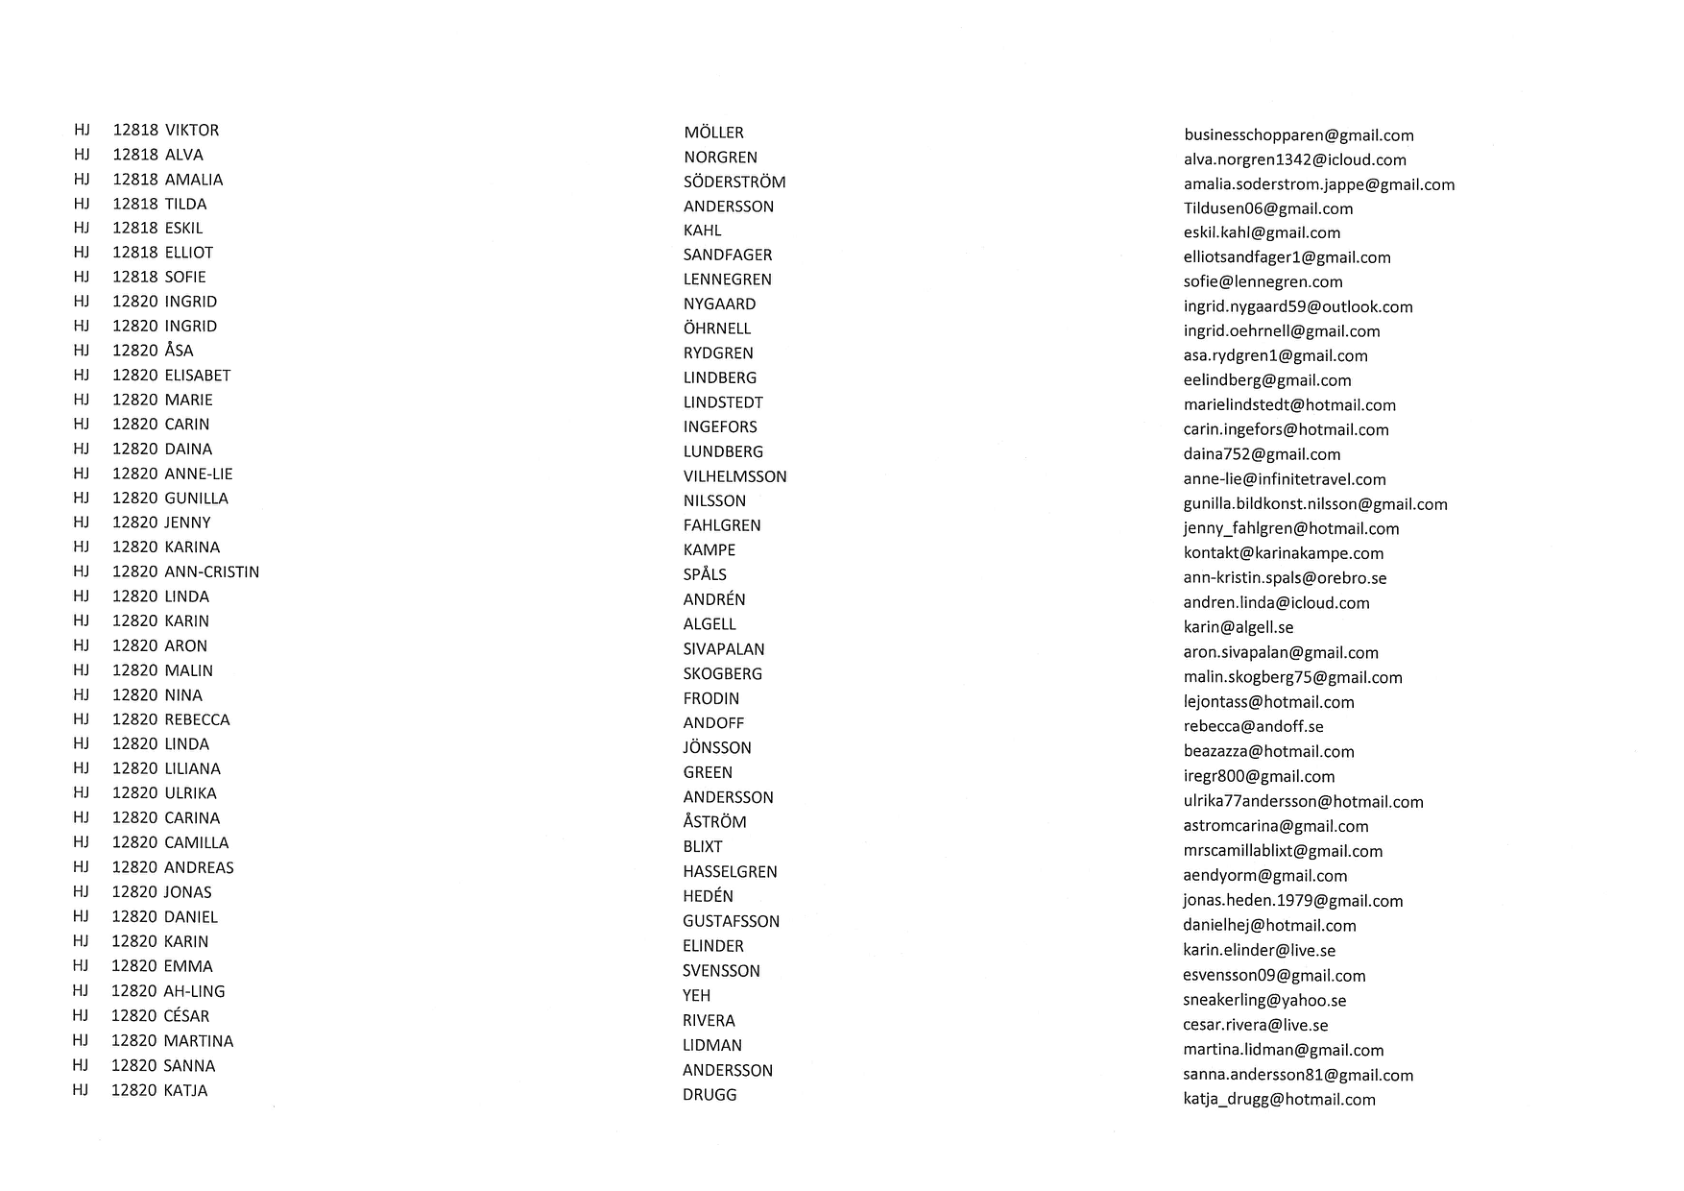 HJ 12818 VIKTOR MÖLLER businesschopparen@gmail.com
HJ 12818 ALVA NORGREN alva.norgren1342@icloud.com
HJ 12818 AMALIA SÖDERSTRÖM amalia.soderstrom.jappe@gmail.com
HJ 12818 TILDA ANDERSSON Tildusen06@gmail.com
HJ 12818 ESKIL KAHL eskil.kahl@gmail.com
HJ 12818 ELLIOT SANDFAGER elliotsandfager1@gmail.com
HJ 12818 SOFIE LENNEGREN sofie@lennegren.com
HJ 12820 INGRID NYGAARD ingrid.nygaard59@outlook.com
HJ 12820 INGRID ÖHRNELL ingrid.oehrnell@gmail.com
HJ 12820 ÅSA RYDGREN asa.rydgren1@gmail.com
HJ 12820 ELISABET LINDBERG eelindberg@gmail.com
HJ 12820 MARIE LINDSTEDT marielindstedt@hotmail.com
HJ 12820 CARIN INGEFORS carin.ingefors@hotmail.com
HJ 12820 DAINA LUNDBERG daina752@gmail.com
HJ 12820 ANNE-LIE VILHELMSSON anne-lie@infinitetravel.com
HJ 12820 GUNILLA NILSSON gunilla.bildkonst.nilsson@gmail.com
HJ 12820 JENNY FAHLGREN jenny_fahlgren@hotmail.com
HJ 12820 KARINA KAMPE kontakt@karinakampe.com
HJ 12820 ANN-CRISTIN SPÅLS ann-kristin.spals@orebro.se
HJ 12820 LINDA ANDRÉN andren.linda@icloud.com
HJ 12820 KARIN ALGELL karin@algell.se
HJ 12820 ARON SIVAPALAN aron.sivapalan@gmail.com
HJ 12820 MALIN SKOGBERG malin.skogberg75@gmail.com
HJ 12820 NINA FRODIN lejontass@hotmail.com
HJ 12820 REBECCA ANDOFF rebecca@andoff.se
HJ 12820 LINDA JÖNSSON beazazza@hotmail.com
HJ 12820 LILIANA GREEN iregr800@gmail.com
HJ 12820 ULRIKA ANDERSSON ulrika77andersson@hotmail.com
HJ 12820 CARINA ÅSTRÖM astromcarina@gmail.com
HJ 12820 CAMILLA BLIXT mrscamillablixt@gmail.com
HJ 12820 ANDREAS HASSELGREN aendyorm@gmail.com
HJ 12820 JONAS HEDÉN jonas.heden.1979@gmail.com
HJ 12820 DANIEL GUSTAFSSON danielhej@hotmail.com
HJ 12820 KARIN ELINDER karin.elinder@live.se
HJ 12820 EMMA SVENSSON esvensson09@gmail.com
HJ 12820 AH-LING YEH sneakerling@yahoo.se
HJ 12820 CÉSAR RIVERA cesar.rivera@live.se
HJ 12820 MARTINA LIDMAN martina.lidman@gmail.com
HJ 12820 SANNA ANDERSSON sanna.andersson81@gmail.com
HJ 12820 KATJA DRUGG katja_drugg@hotmail.com